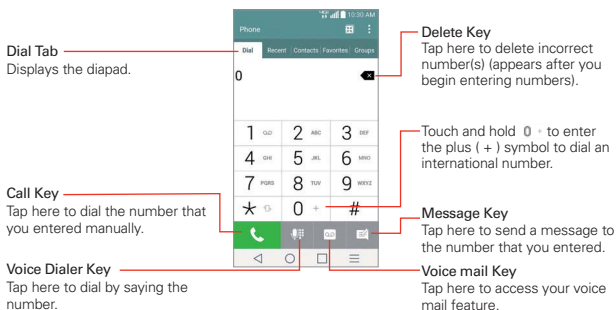 Dial Tab
Displays the diapad.
Call Key
Tap here to dial the number that
you entered manually.
Voice Dialer Key
Tap here to dial by saying the
number.
10:30 AM
Phone
Dial Recent Contacts Favorites Groups
0
1 2 ABC 3 DEF
4 GHI 5 JKL 6 MNO
7 PQRS 8 TUV 9 WXYZ
* 0 + #
Delete Key
Tap here to delete incorrect
number(s) (appears after you
begin entering numbers).
Touch and hold 0 + to enter
the plus ( + ) symbol to dial an
international number.
Message Key
Tap here to send a message to
the number that you entered.
Voice mail Key
Tap here to access your voice
mail feature.